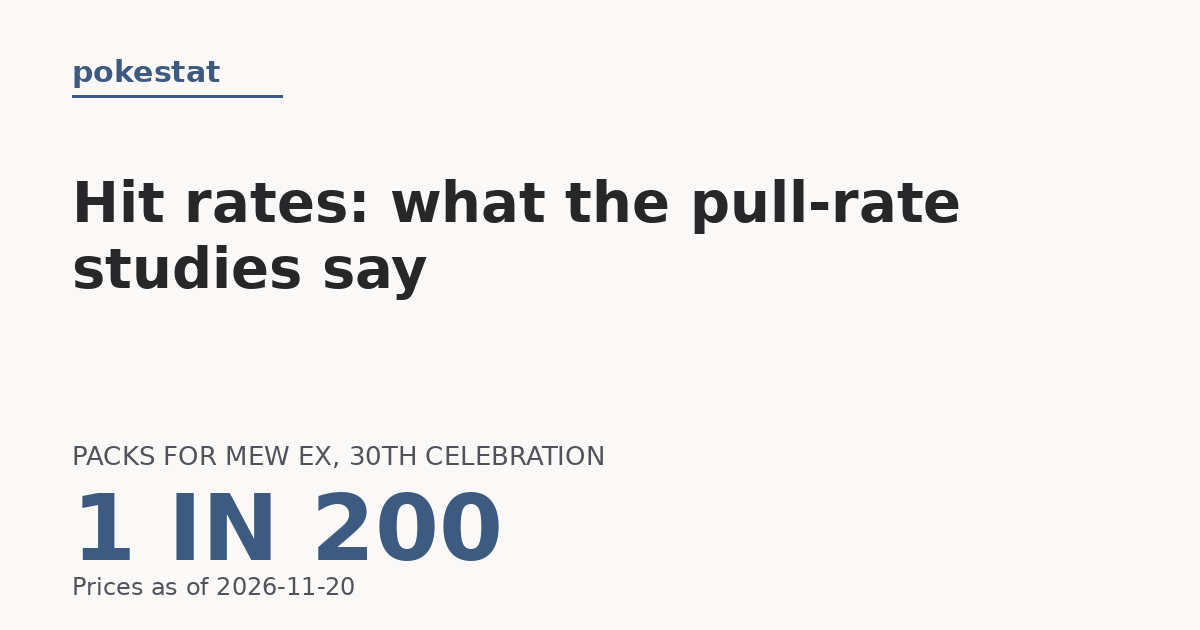 pokestat
Hit rates: what the pull-rate
studies say
PACKS FOR MEW EX, 30TH CELEBRATION
1 IN 200
Prices as of 2026-11-20